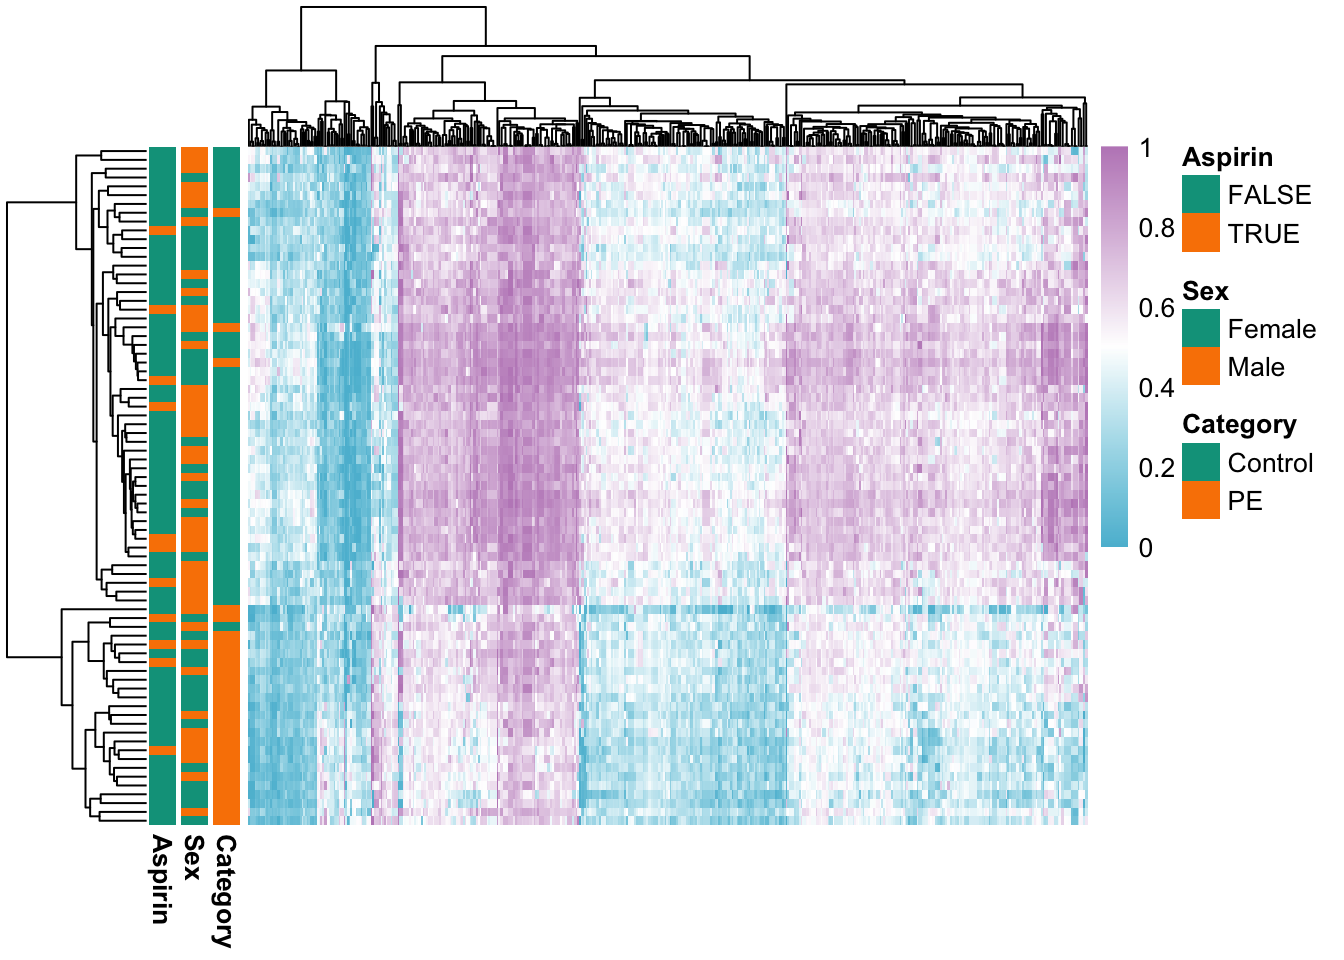 1
0.8
0.6
0.4
0.2
0
Aspirin
FALSE
TRUE
Sex
Female
Male
Category
Control
PE
Aspirin
Sex
Category